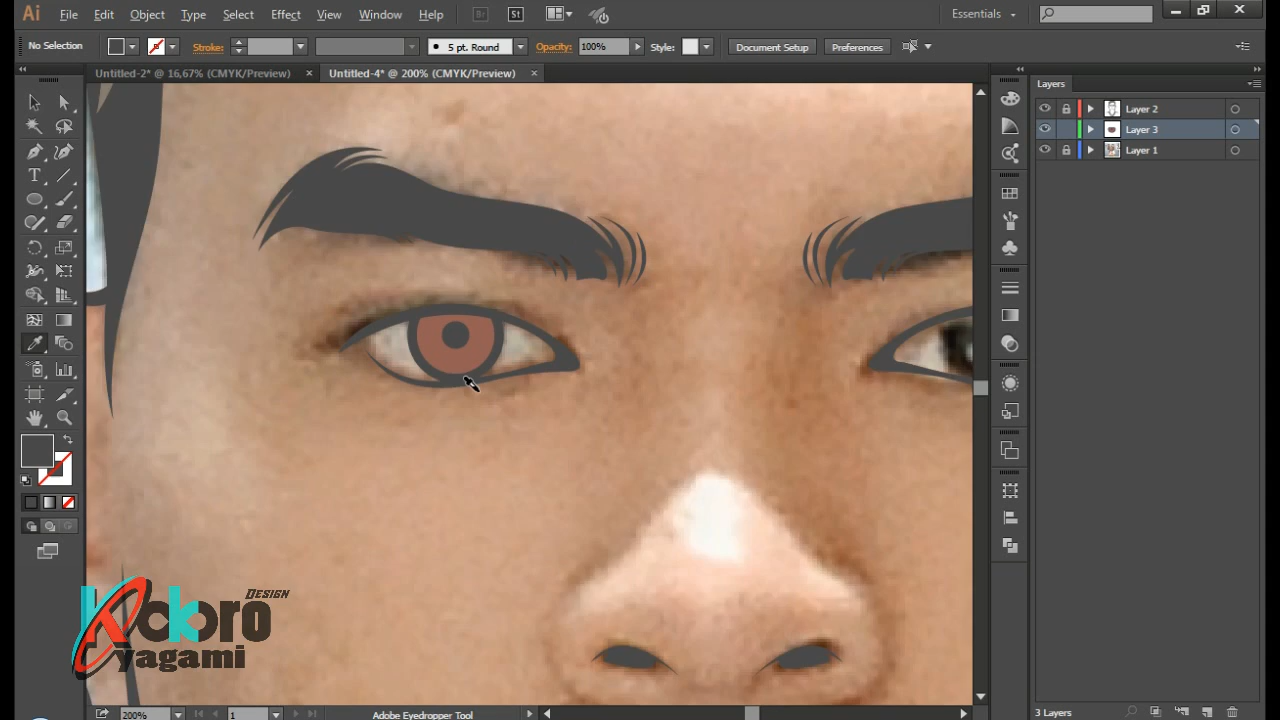 Ai File Edit Object Type Select Effect View Window Help Br St Essentials
No Selection Stroke: 5 pt. Round Opacity: 100% Style: Document Setup Preferences
Untitled-2* @ 16,67% (CMYK/Preview) × Untitled-4* @ 200% (CMYK/Preview) ×
Layers
Layer 2
Layer 3
Layer 1
T
Design
Kokoro
yagami
200% 1 Adobe Eyedropper Tool 3 Layers